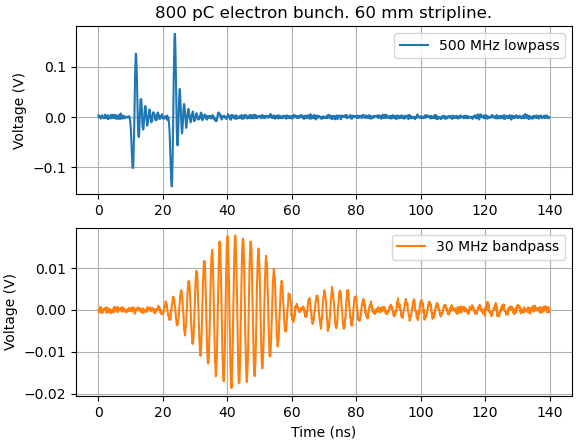 800 pC electron bunch. 60 mm stripline.
500 MHz lowpass
Voltage (V)
0.1
0.0
−0.1
0 20 40 60 80 100 120 140
30 MHz bandpass
Voltage (V)
0.01
0.00
−0.01
−0.02
0 20 40 60 80 100 120 140
Time (ns)